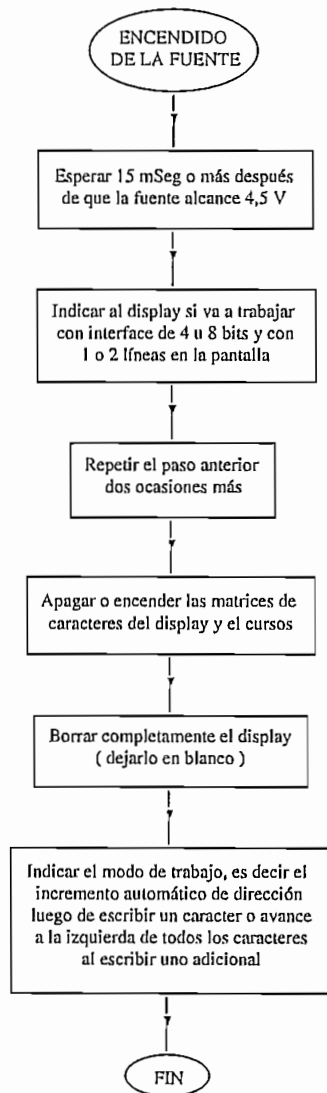 ENCENDIDO
DE LA FUENTE
Esperar 15 mSeg o más después
de que la fuente alcance 4,5 V
Indicar al display si va a trabajar
con interface de 4 u 8 bits y con
1 o 2 líneas en la pantalla
Repetir el paso anterior
dos ocasiones más
Apagar o encender las matrices de
caracteres del display y el cursos
Borrar completamente el display
( dejarlo en blanco )
Indicar el modo de trabajo, es decir el
incremento automático de dirección
luego de escribir un caracter o avance
a la izquierda de todos los caracteres
al escribir uno adicional
FIN